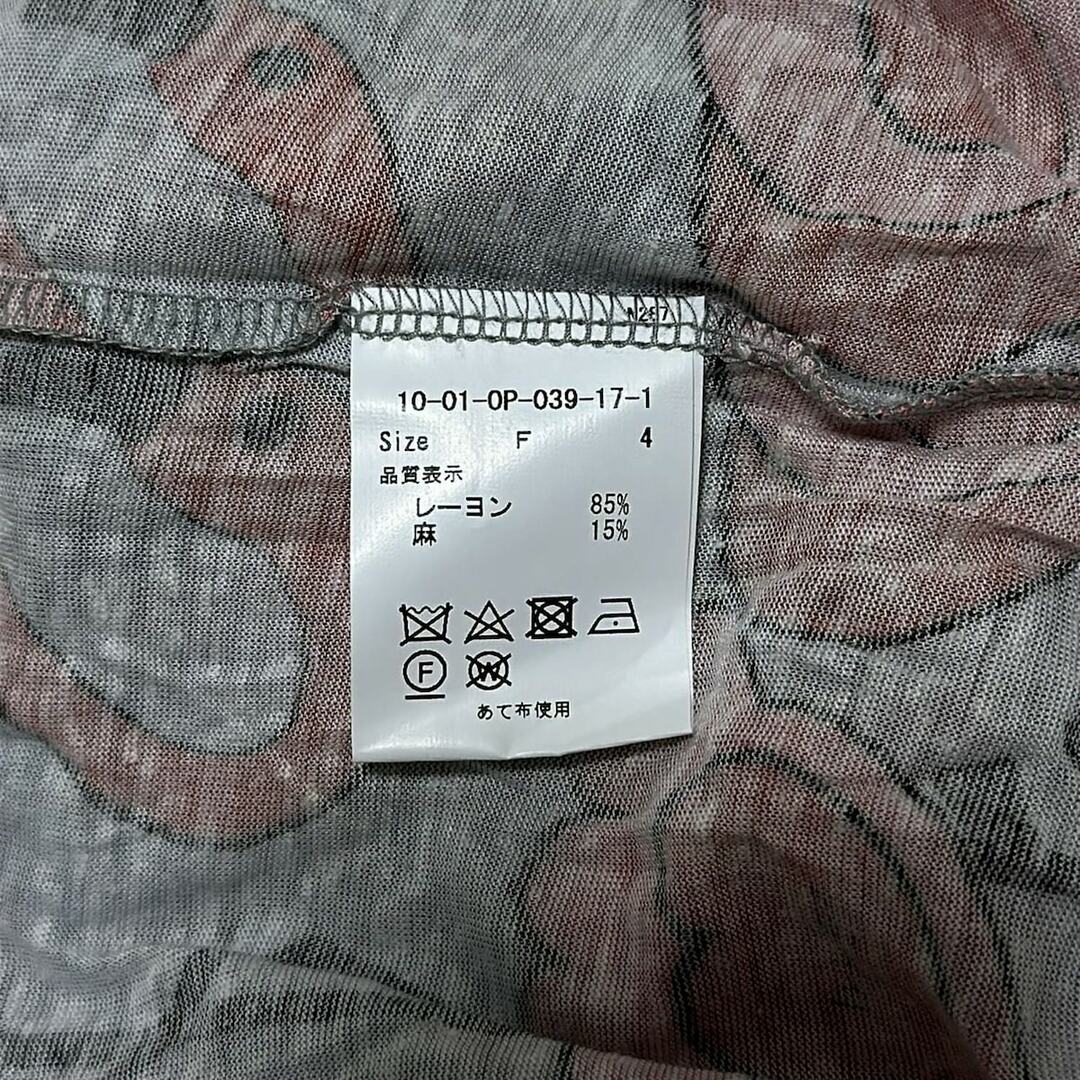 10-01-OP-039-17-1
Size F 4
品質表示
レーヨン 85%
麻 15%
F W
あて布使用